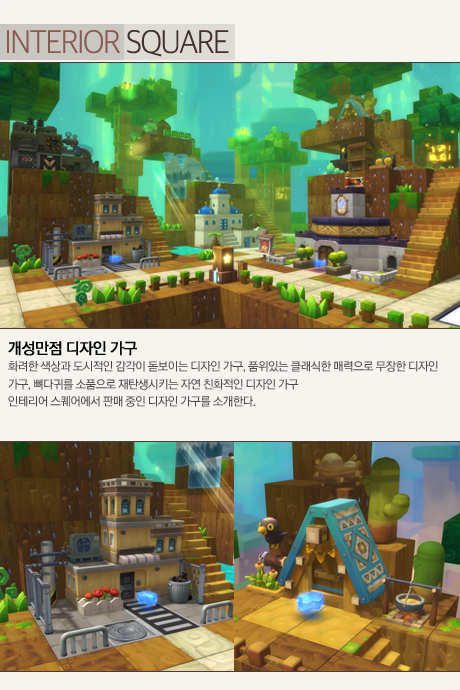 INTERIOR SQUARE
개성만점 디자인 가구
화려한 색상과 도시적인 감각이 돋보이는 디자인 가구, 품위있는 클래식한 매력으로 무장한 디자인
가구, 뼈다귀를 소품으로 재탄생시키는 자연 친화적인 디자인 가구
인테리어 스퀘어에서 판매 중인 디자인 가구를 소개한다.